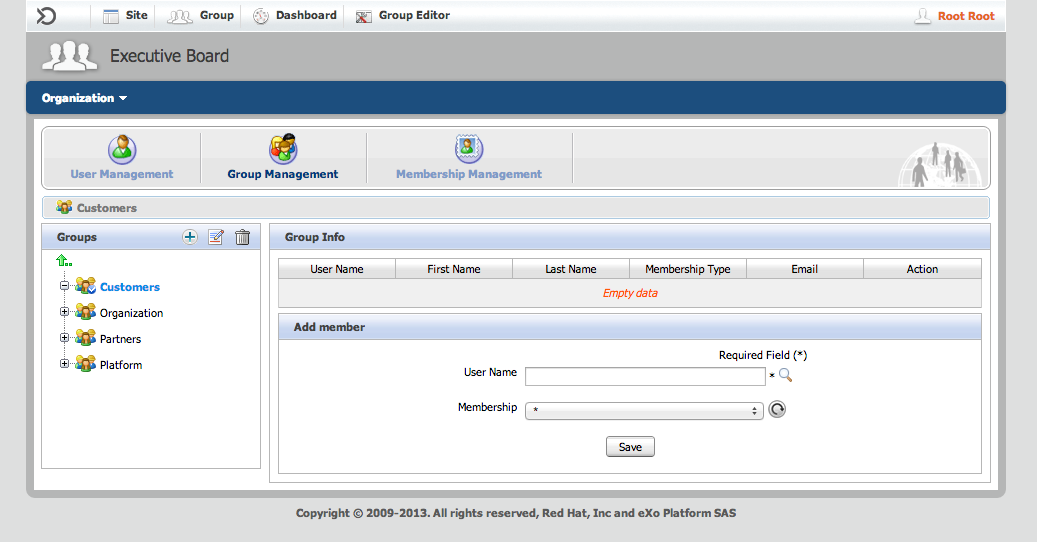 Site Group Dashboard Group Editor Root Root
Executive Board
Organization
User Management Group Management Membership Management
Customers
Groups
Customers
Organization
Partners
Platform
Group Info
User Name First Name Last Name Membership Type Email Action
Empty data
Add member
Required Field (*)
User Name *
Membership *
Save
Copyright © 2009-2013. All rights reserved, Red Hat, Inc and eXo Platform SAS